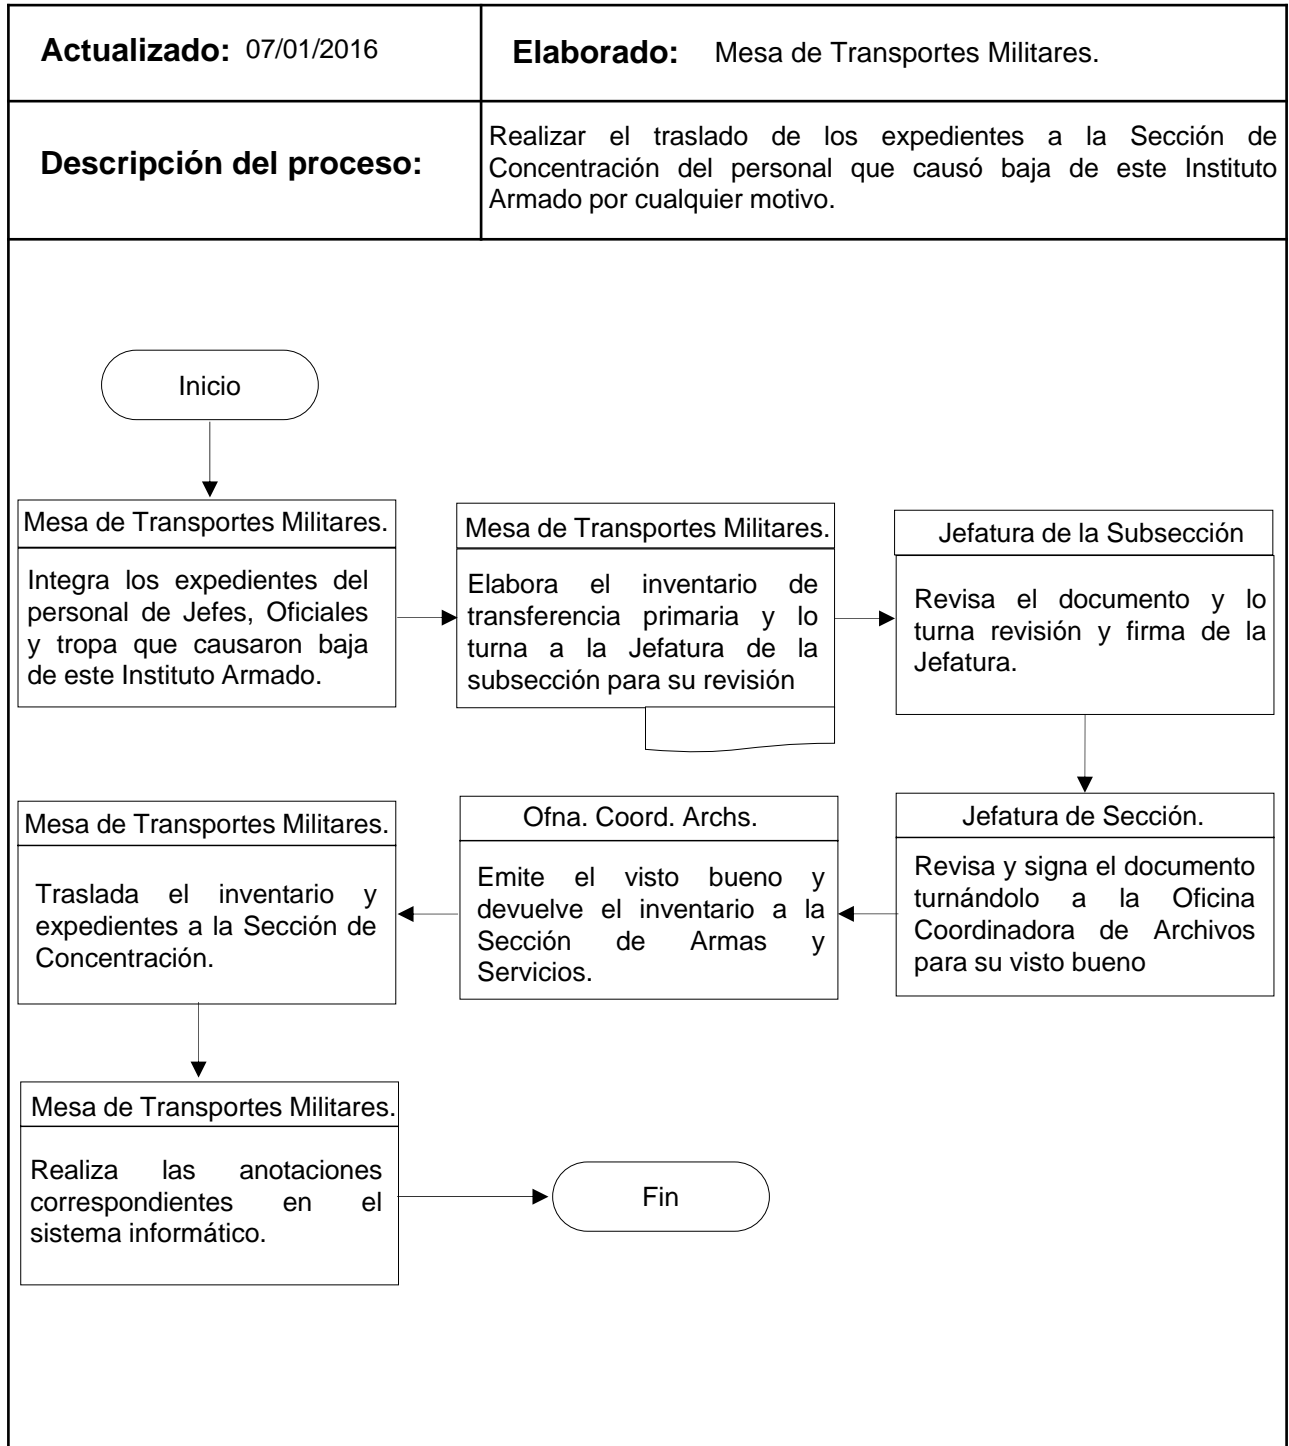 Actualizado: 07/01/2016
Elaborado: Mesa de Transportes Militares.
Descripción del proceso:
Realizar el traslado de los expedientes a la Sección de
Concentración del personal que causó baja de este Instituto
Armado por cualquier motivo.
Inicio
Mesa de Transportes Militares.
Integra los expedientes del
personal de Jefes, Oficiales
y tropa que causaron baja
de este Instituto Armado.
Mesa de Transportes Militares.
Elabora el inventario de
transferencia primaria y lo
turna a la Jefatura de la
subsección para su revisión
Jefatura de la Subsección
Revisa el documento y lo
turna revisión y firma de la
Jefatura.
Jefatura de Sección.
Revisa y signa el documento
turnándolo a la Oficina
Coordinadora de Archivos
para su visto bueno
Ofna. Coord. Archs.
Emite el visto bueno y
devuelve el inventario a la
Sección de Armas y
Servicios.
Mesa de Transportes Militares.
Traslada el inventario y
expedientes a la Sección de
Concentración.
Mesa de Transportes Militares.
Realiza las anotaciones
correspondientes en el
sistema informático.
Fin